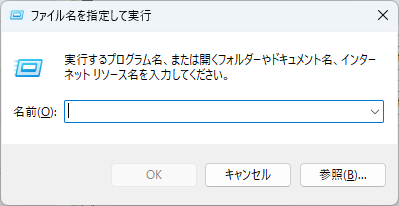 ファイル名を指定して実行
実行するプログラム名、または開くフォルダーやドキュメント名、インター
ネット リソース名を入力してください。
名前(O):
OK
キャンセル
参照(B)...